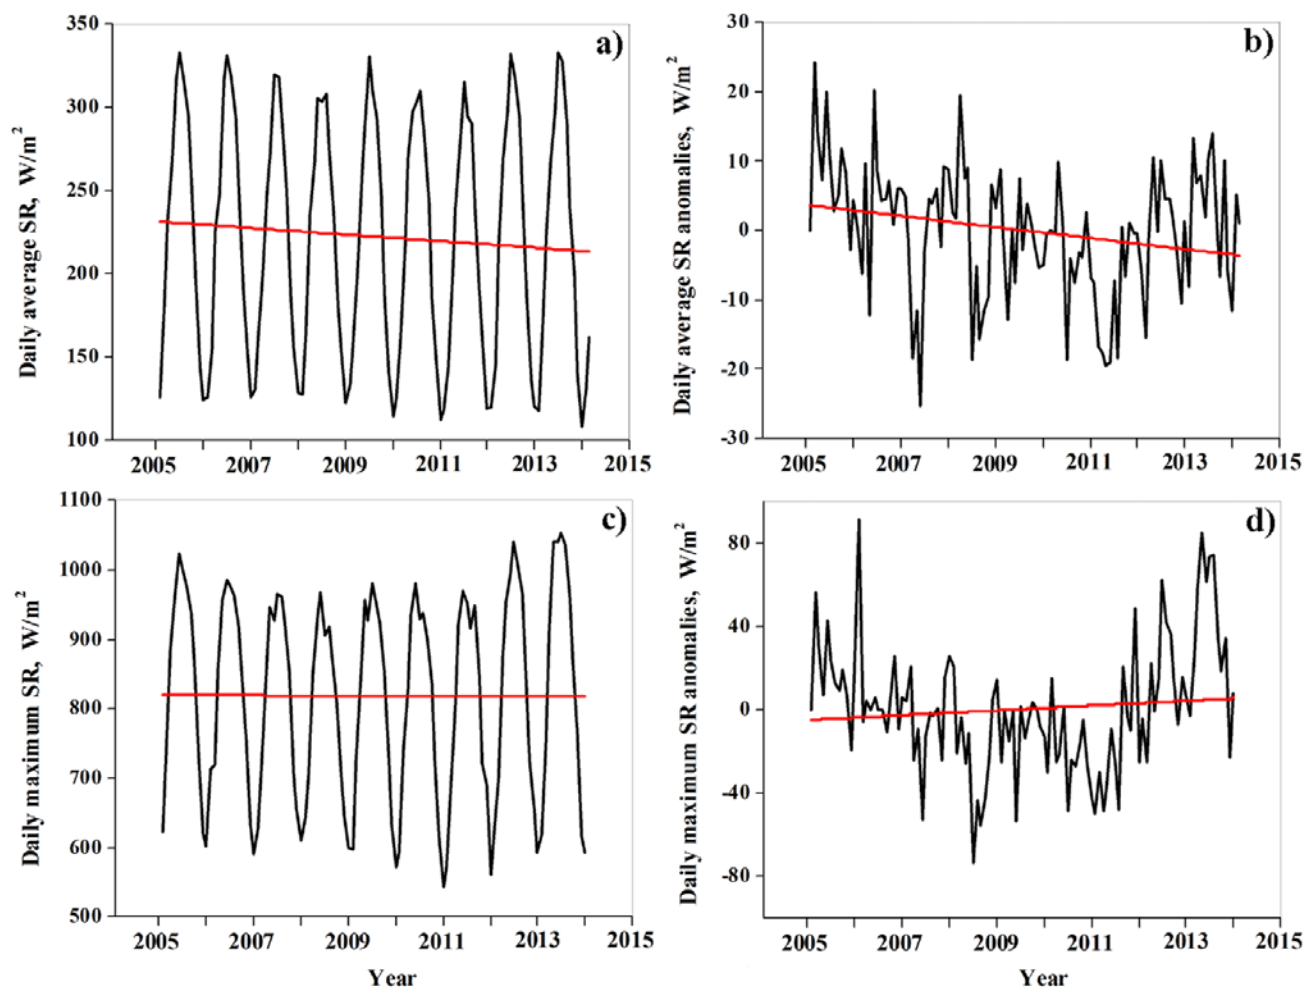 a)
Daily average SR, W/m²
350
300
250
200
150
100
2005 2007 2009 2011 2013 2015
b)
Daily average SR anomalies, W/m²
30
20
10
0
-10
-20
-30
2005 2007 2009 2011 2013 2015
c)
Daily maximum SR, W/m²
1100
1000
900
800
700
600
500
2005 2007 2009 2011 2013 2015
Year
d)
Daily maximum SR anomalies, W/m²
80
40
0
-40
-80
2005 2007 2009 2011 2013 2015
Year